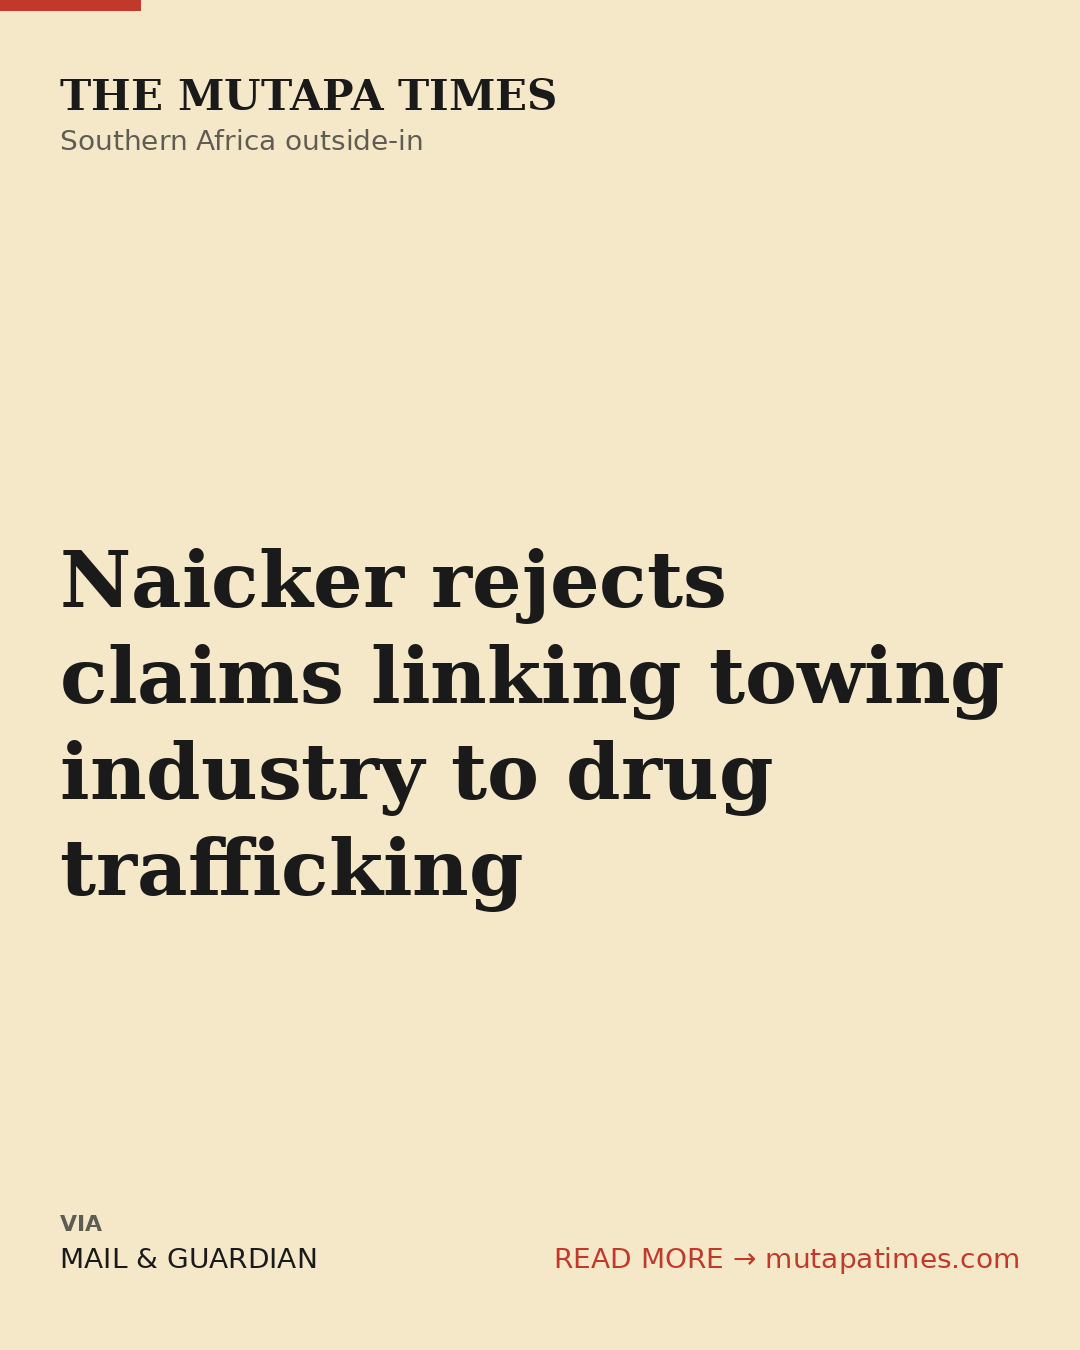 THE MUTAPA TIMES
Southern Africa outside-in
Naicker rejects
claims linking towing
industry to drug
trafficking
VIA
MAIL & GUARDIAN
READ MORE → mutapatimes.com